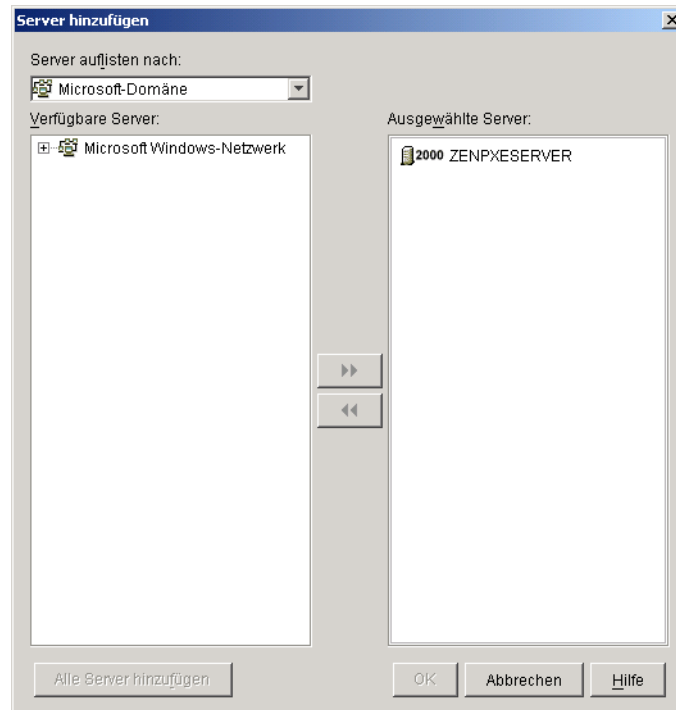 Server hinzufügen
Server auflisten nach:
Microsoft-Domäne
Verfügbare Server:
Ausgewählte Server:
Microsoft Windows-Netzwerk
2000 ZENPXESERVER
Alle Server hinzufügen
OK
Abbrechen
Hilfe